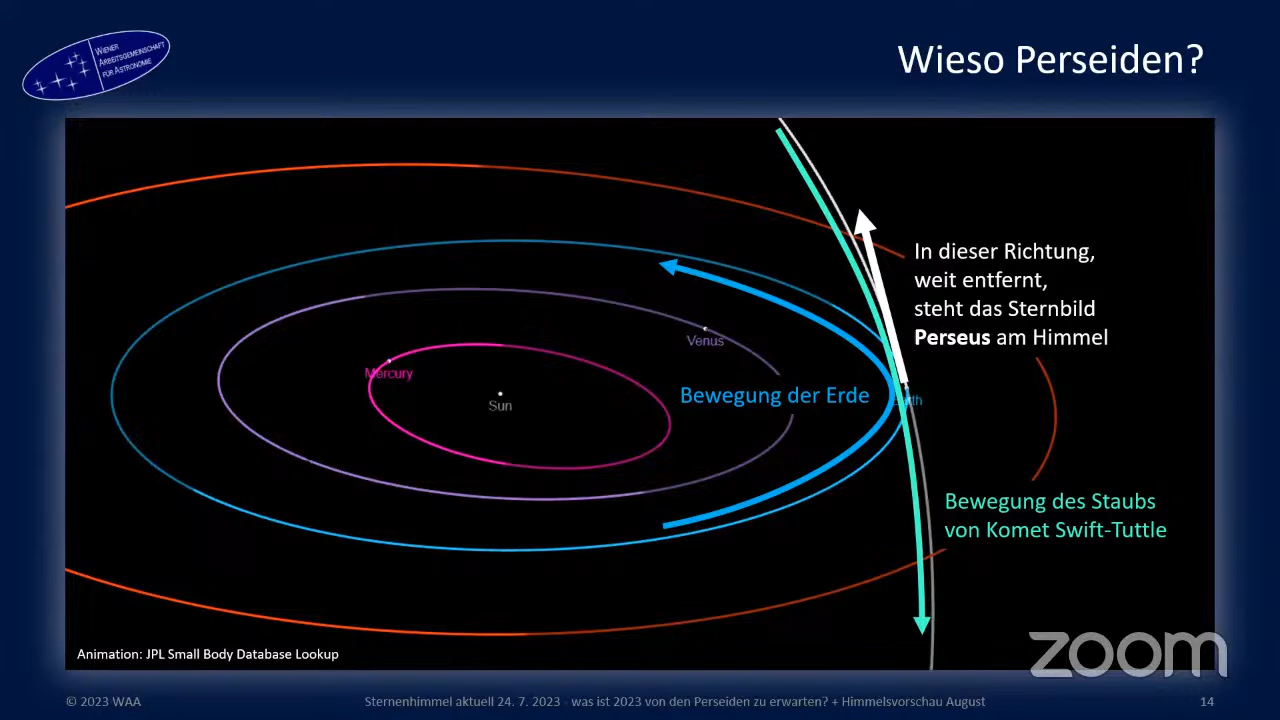 WIENER
ARBEITSGEMEINSCHAFT
FÜR ASTRONOMIE
Wieso Perseiden?
In dieser Richtung,
weit entfernt,
steht das Sternbild
Perseus am Himmel
Venus
Mercury
Sun
Bewegung der Erde
Bewegung des Staubs
von Komet Swift-Tuttle
Animation: JPL Small Body Database Lookup
zoom
© 2023 WAA
Sternenhimmel aktuell 24. 7. 2023 - was ist 2023 von den Perseiden zu erwarten? + Himmelsvorschau August
14